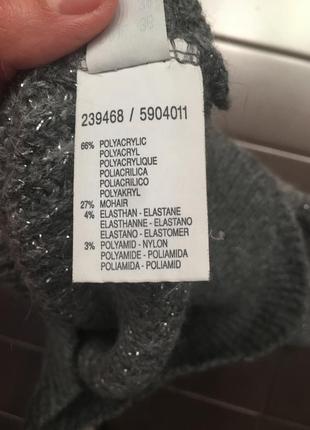 239468 / 5904011
66% POLYACRYLIC
POLYACRYL
POLYACRYLIQUE
POLIACRILICA
POLIACRILICO
POLYAKRYL
27% MOHAIR
4% ELASTHAN - ELASTANE
ELASTHANNE - ELASTANO
ELASTANO - ELASTOMER
3% POLYAMID - NYLON
POLYAMIDE - POLYAMIDA
POLIAMIDA - POLIAMID